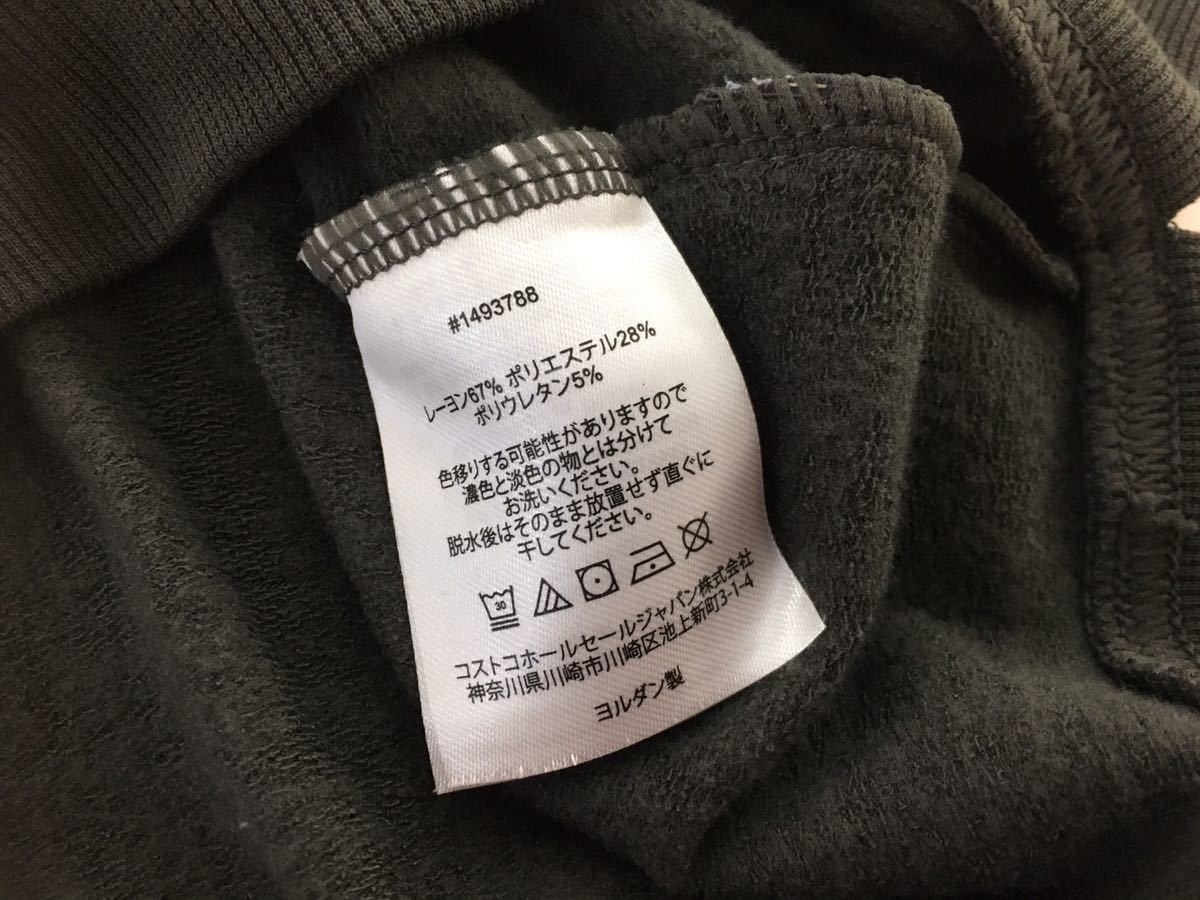 #1493788
レーヨン67% ポリエステル28%
ポリウレタン5%
色移りする可能性がありますので
濃色と淡色の物とは分けて
お洗いください。
脱水後はそのまま放置せず直ぐに
干してください。
30
コストコホールセールジャパン株式会社
神奈川県川崎市川崎区池上新町3-1-4
ヨルダン製